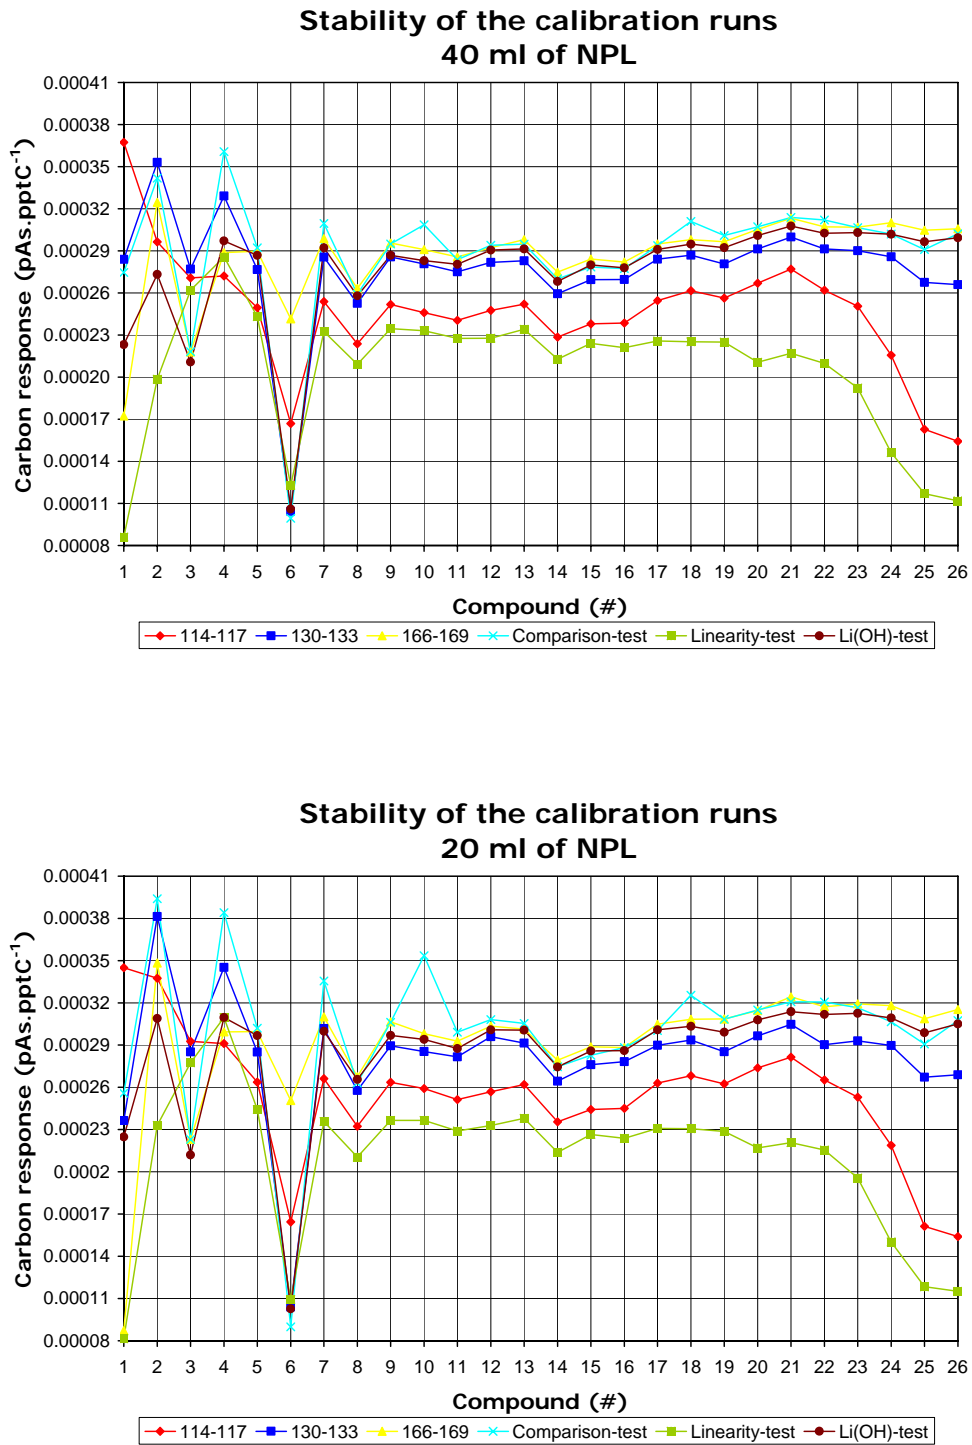 Stability of the calibration runs
40 ml of NPL
Carbon response (pAs.pptC⁻¹)
0.00041
0.00038
0.00035
0.00032
0.00029
0.00026
0.00023
0.00020
0.00017
0.00014
0.00011
0.00008
1 2 3 4 5 6 7 8 9 10 11 12 13 14 15 16 17 18 19 20 21 22 23 24 25 26
Compound (#)
114-117 130-133 166-169 Comparison-test Linearity-test Li(OH)-test
Stability of the calibration runs
20 ml of NPL
Carbon response (pAs.pptC⁻¹)
0.00041
0.00038
0.00035
0.00032
0.00029
0.00026
0.00023
0.0002
0.00017
0.00014
0.00011
0.00008
1 2 3 4 5 6 7 8 9 10 11 12 13 14 15 16 17 18 19 20 21 22 23 24 25 26
Compound (#)
114-117 130-133 166-169 Comparison-test Linearity-test Li(OH)-test